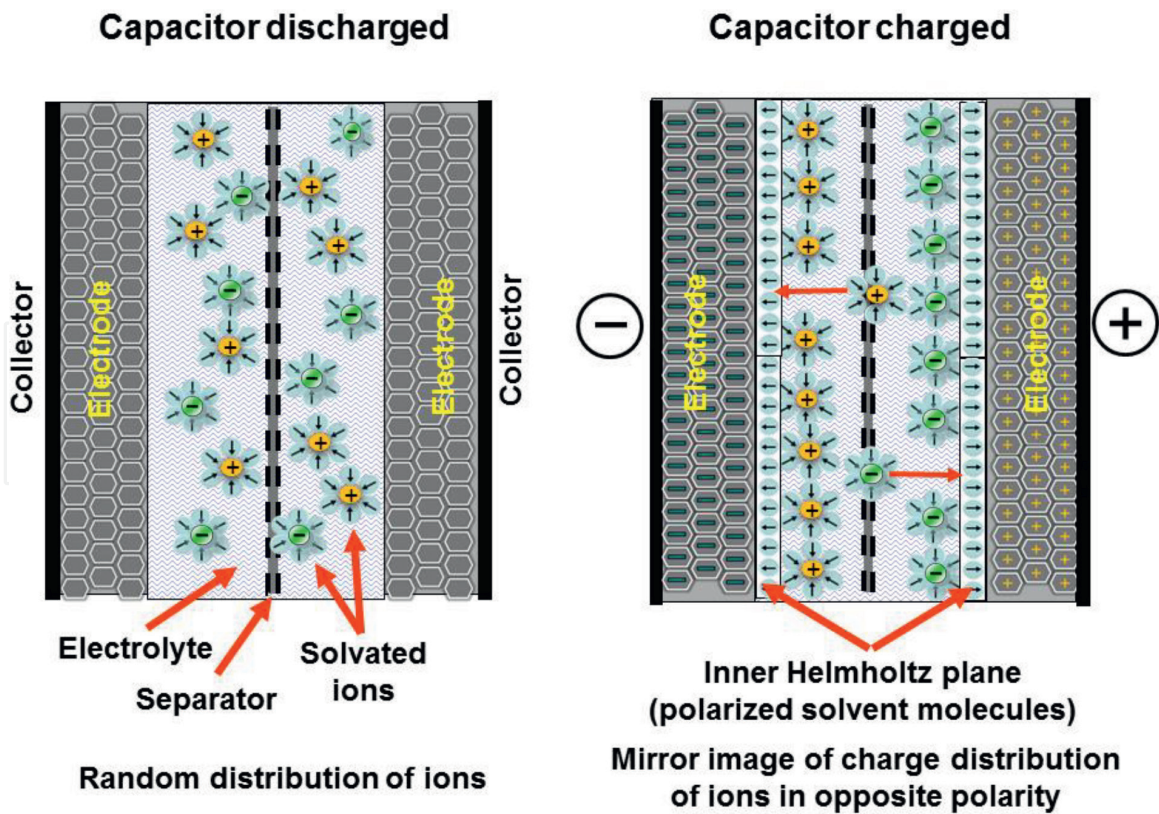 Capacitor discharged
Capacitor charged
Collector
Electrode
Electrode
Collector
Electrode
Electrode
Electrolyte
Separator
Solvated
ions
Inner Helmholtz plane
(polarized solvent molecules)
Random distribution of ions
Mirror image of charge distribution
of ions in opposite polarity